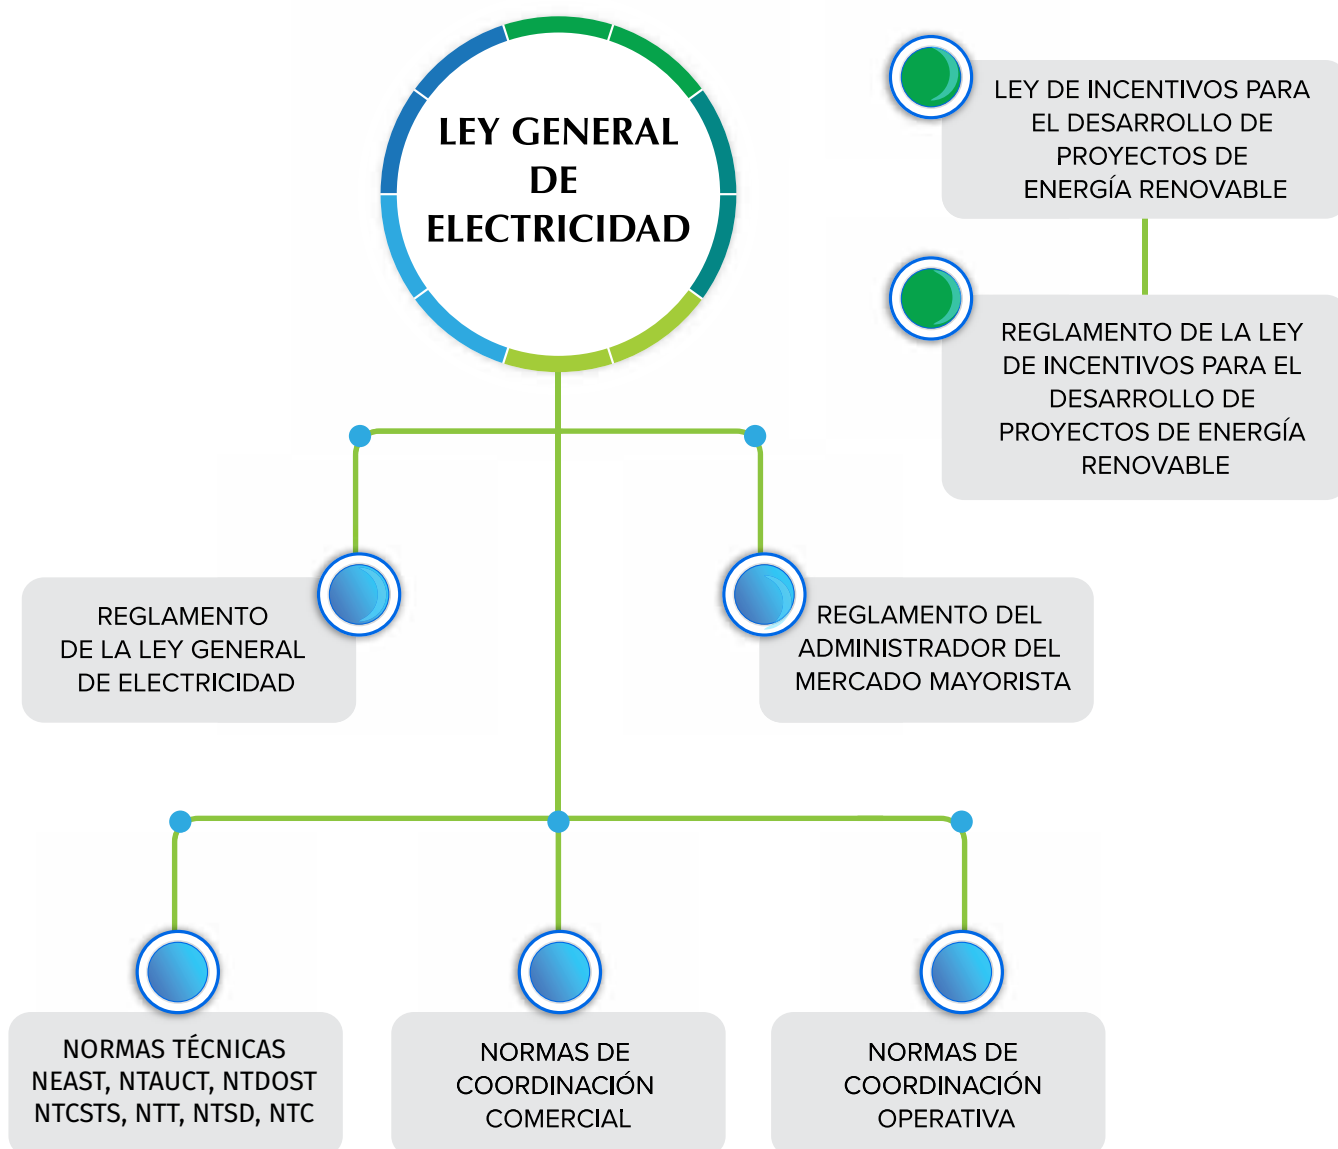 LEY GENERAL
DE
ELECTRICIDAD
LEY DE INCENTIVOS PARA
EL DESARROLLO DE
PROYECTOS DE
ENERGÍA RENOVABLE
REGLAMENTO DE LA LEY
DE INCENTIVOS PARA EL
DESARROLLO DE
PROYECTOS DE ENERGÍA
RENOVABLE
REGLAMENTO
DE LA LEY GENERAL
DE ELECTRICIDAD
REGLAMENTO DEL
ADMINISTRADOR DEL
MERCADO MAYORISTA
NORMAS TÉCNICAS
NEAST, NTAUCT, NTDOST
NTCSTS, NTT, NTSD, NTC
NORMAS DE
COORDINACIÓN
COMERCIAL
NORMAS DE
COORDINACIÓN
OPERATIVA